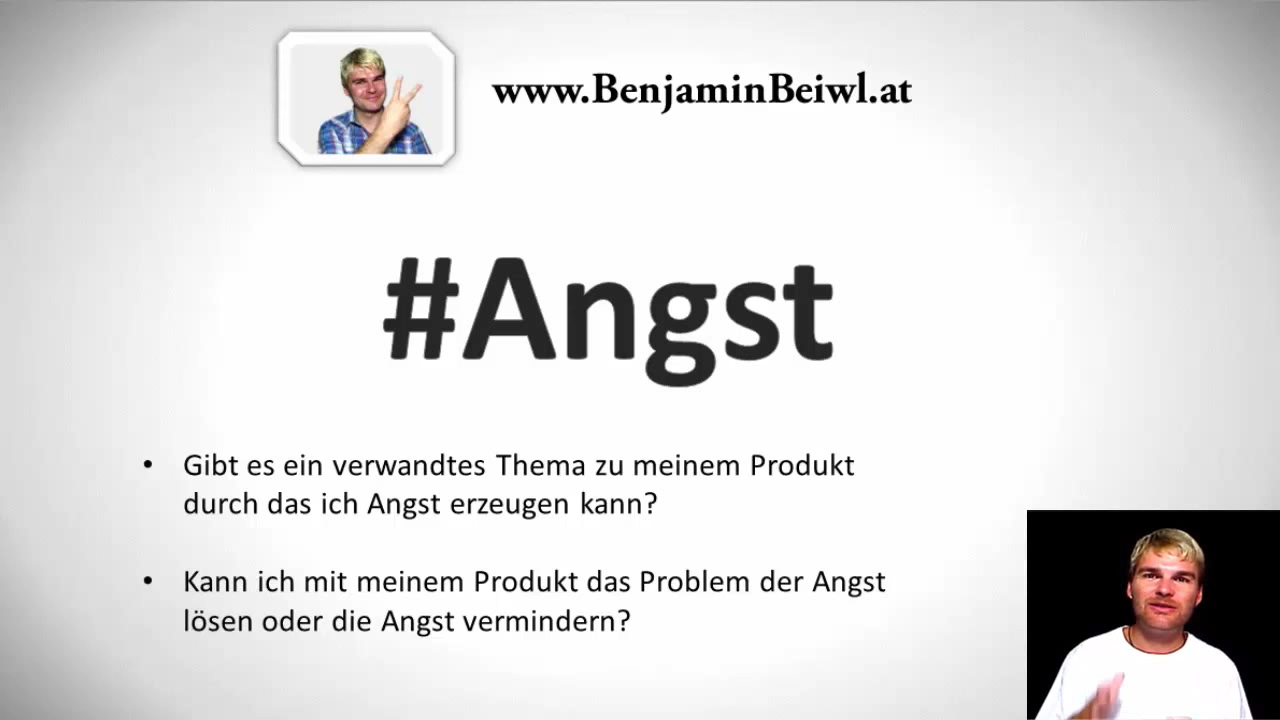 www.BenjaminBeiwl.at
#Angst
• Gibt es ein verwandtes Thema zu meinem Produkt
durch das ich Angst erzeugen kann?
• Kann ich mit meinem Produkt das Problem der Angst
lösen oder die Angst vermindern?